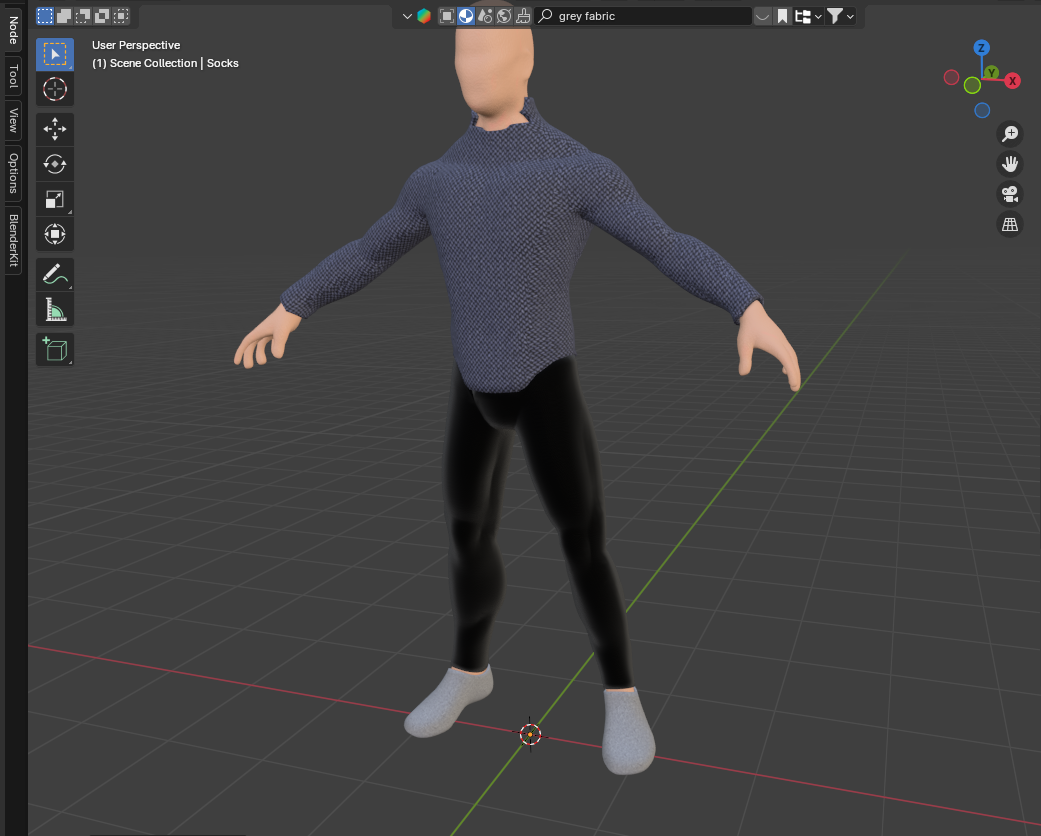 grey fabric
User Perspective
(1) Scene Collection | Socks
Node
Tool
View
Options
BlenderKit
Z
Y
X